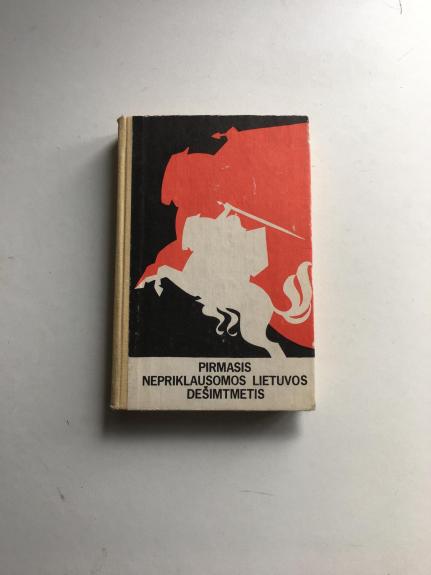 PIRMASIS
NEPRIKLAUSOMOS LIETUVOS
DEŠIMTMETIS